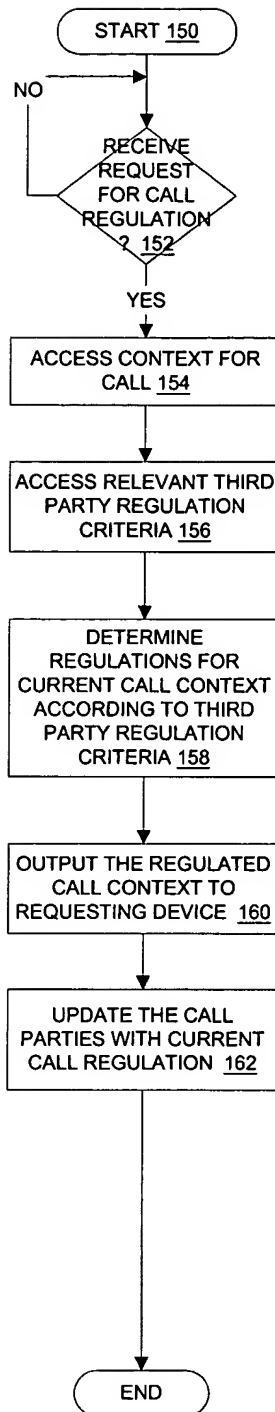 START 150
NO
RECEIVE
REQUEST
FOR CALL
REGULATION
? 152
YES
ACCESS CONTEXT FOR
CALL 154
ACCESS RELEVANT THIRD
PARTY REGULATION
CRITERIA 156
DETERMINE
REGULATIONS FOR
CURRENT CALL CONTEXT
ACCORDING TO THIRD
PARTY REGULATION
CRITERIA 158
OUTPUT THE REGULATED
CALL CONTEXT TO
REQUESTING DEVICE 160
UPDATE THE CALL
PARTIES WITH CURRENT
CALL REGULATION 162
END